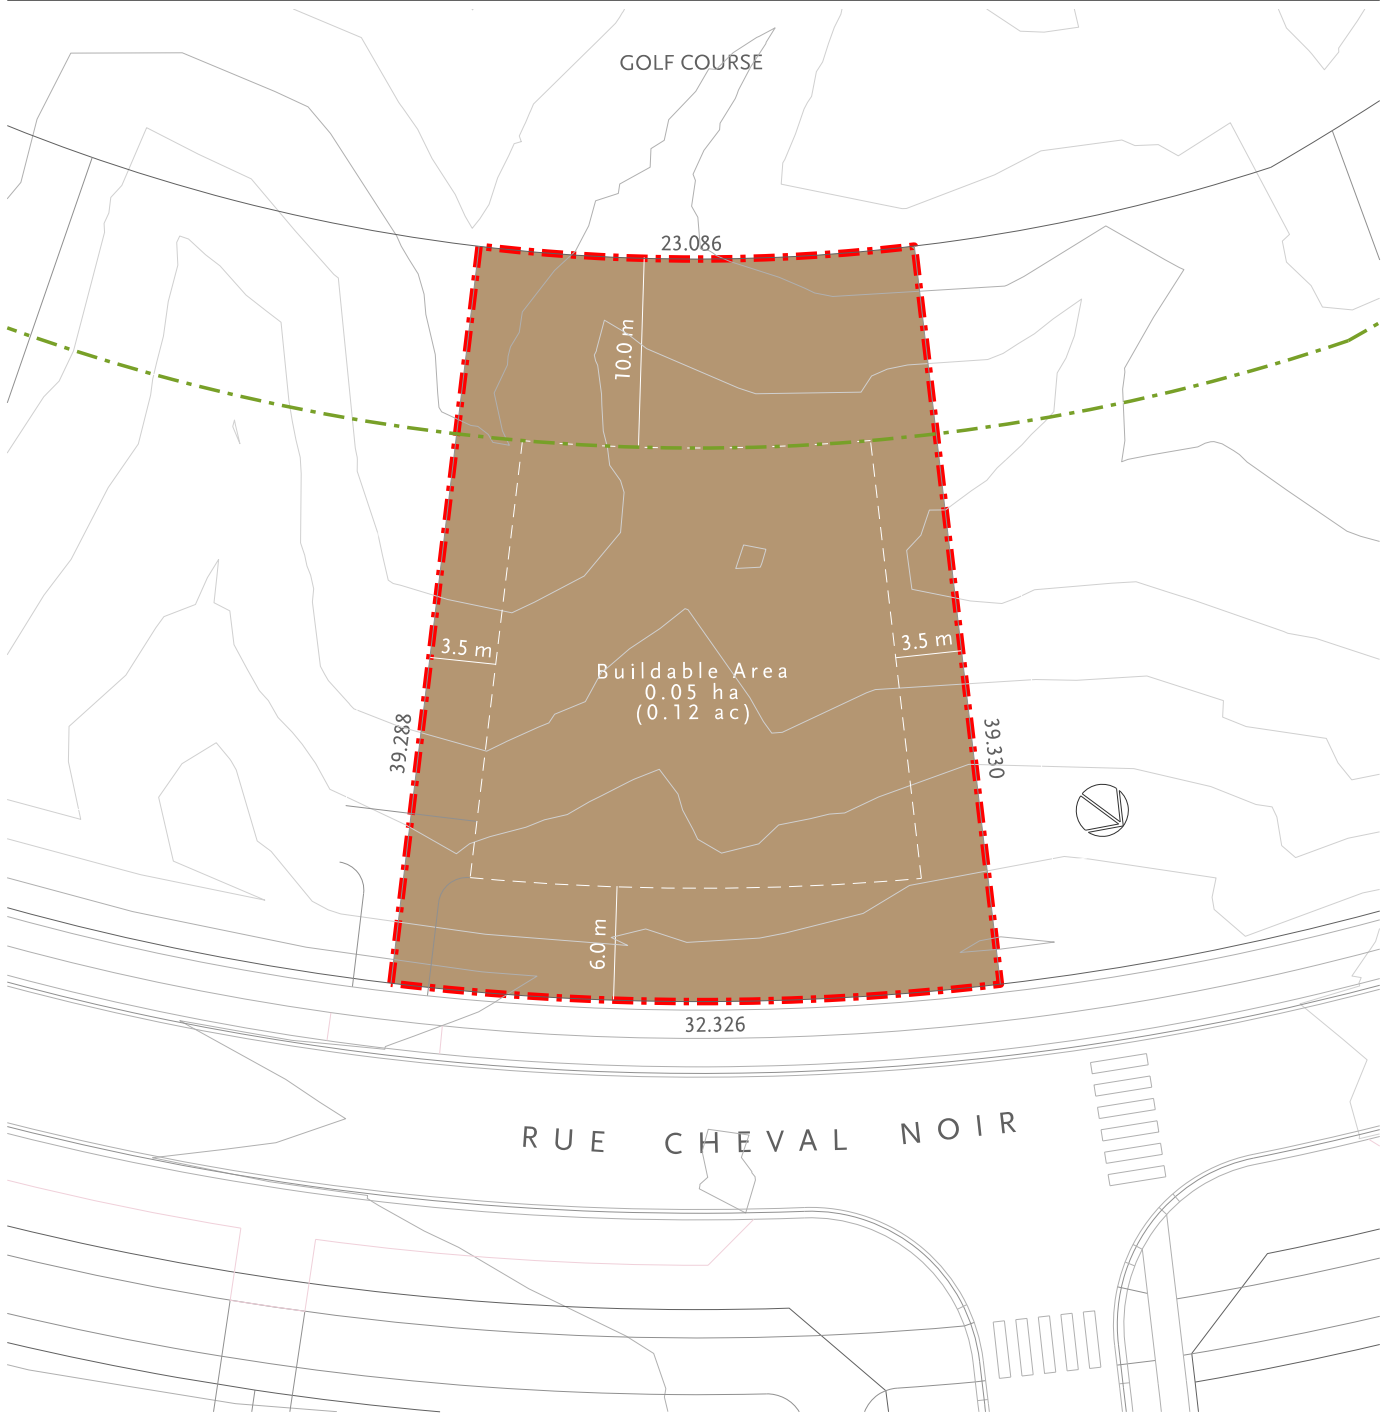 GOLF COURSE
23.086
10.0 m
3.5 m
3.5 m
Buildable Area
0.05 ha
(0.12 ac)
39.288
39.330
6.0 m
32.326
RUE CHEVAL NOIR